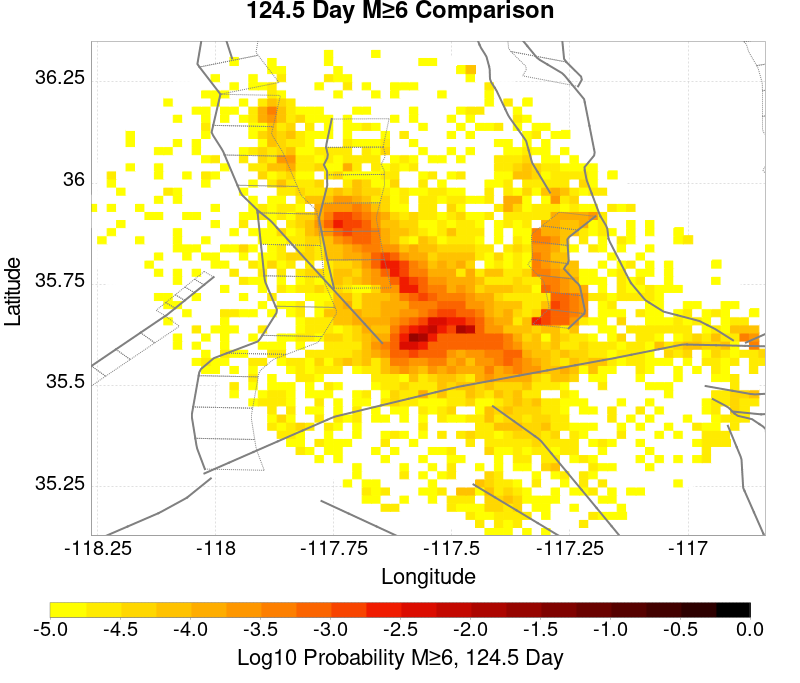 124.5 Day M≥6 Comparison
36.25
36
35.75
35.5
35.25
Latitude
-118.25 -118 -117.75 -117.5 -117.25 -117
Longitude
-5.0 -4.5 -4.0 -3.5 -3.0 -2.5 -2.0 -1.5 -1.0 -0.5 0.0
Log10 Probability M≥6, 124.5 Day